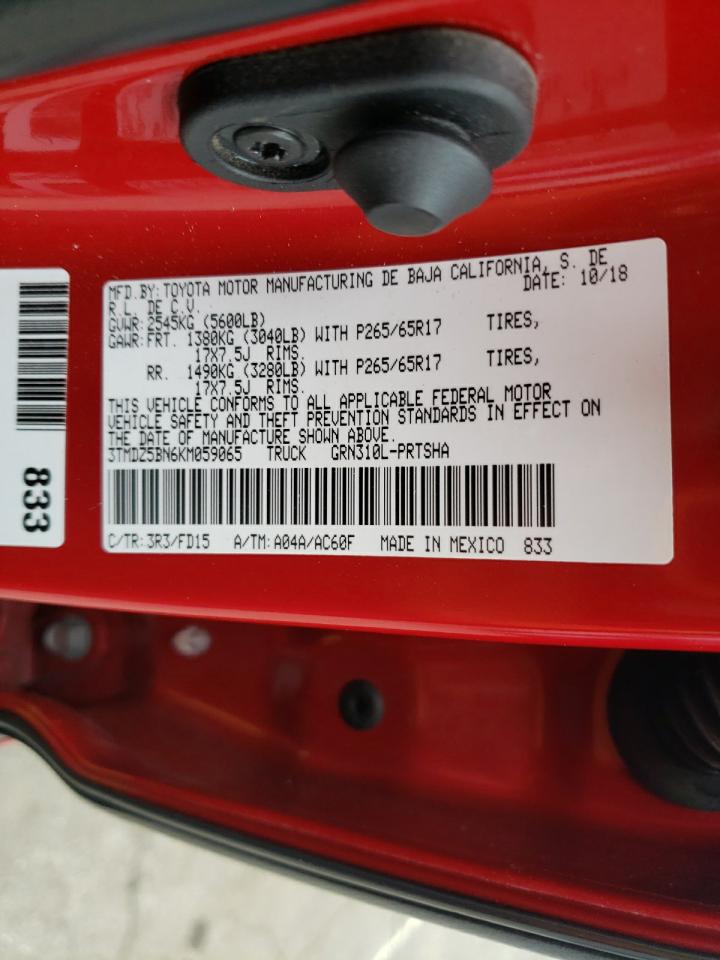 MFD.BY:TOYOTA MOTOR MANUFACTURING DE BAJA CALIFORNIA, S. DE
R.L. DE C.V. DATE: 10/18
GVWR:2545KG (5600LB)
GAWR:FRT. 1380KG (3040LB) WITH P265/65R17 TIRES,
17X7.5J RIMS.
RR. 1490KG (3280LB) WITH P265/65R17 TIRES,
17X7.5J RIMS.
THIS VEHICLE CONFORMS TO ALL APPLICABLE FEDERAL MOTOR
VEHICLE SAFETY AND THEFT PREVENTION STANDARDS IN EFFECT ON
THE DATE OF MANUFACTURE SHOWN ABOVE.
3TMDZ5BN6KM059065 TRUCK GRN310L-PRTSHA
C/TR:3R3/FD15 A/TM:A04A/AC60F MADE IN MEXICO 833
833